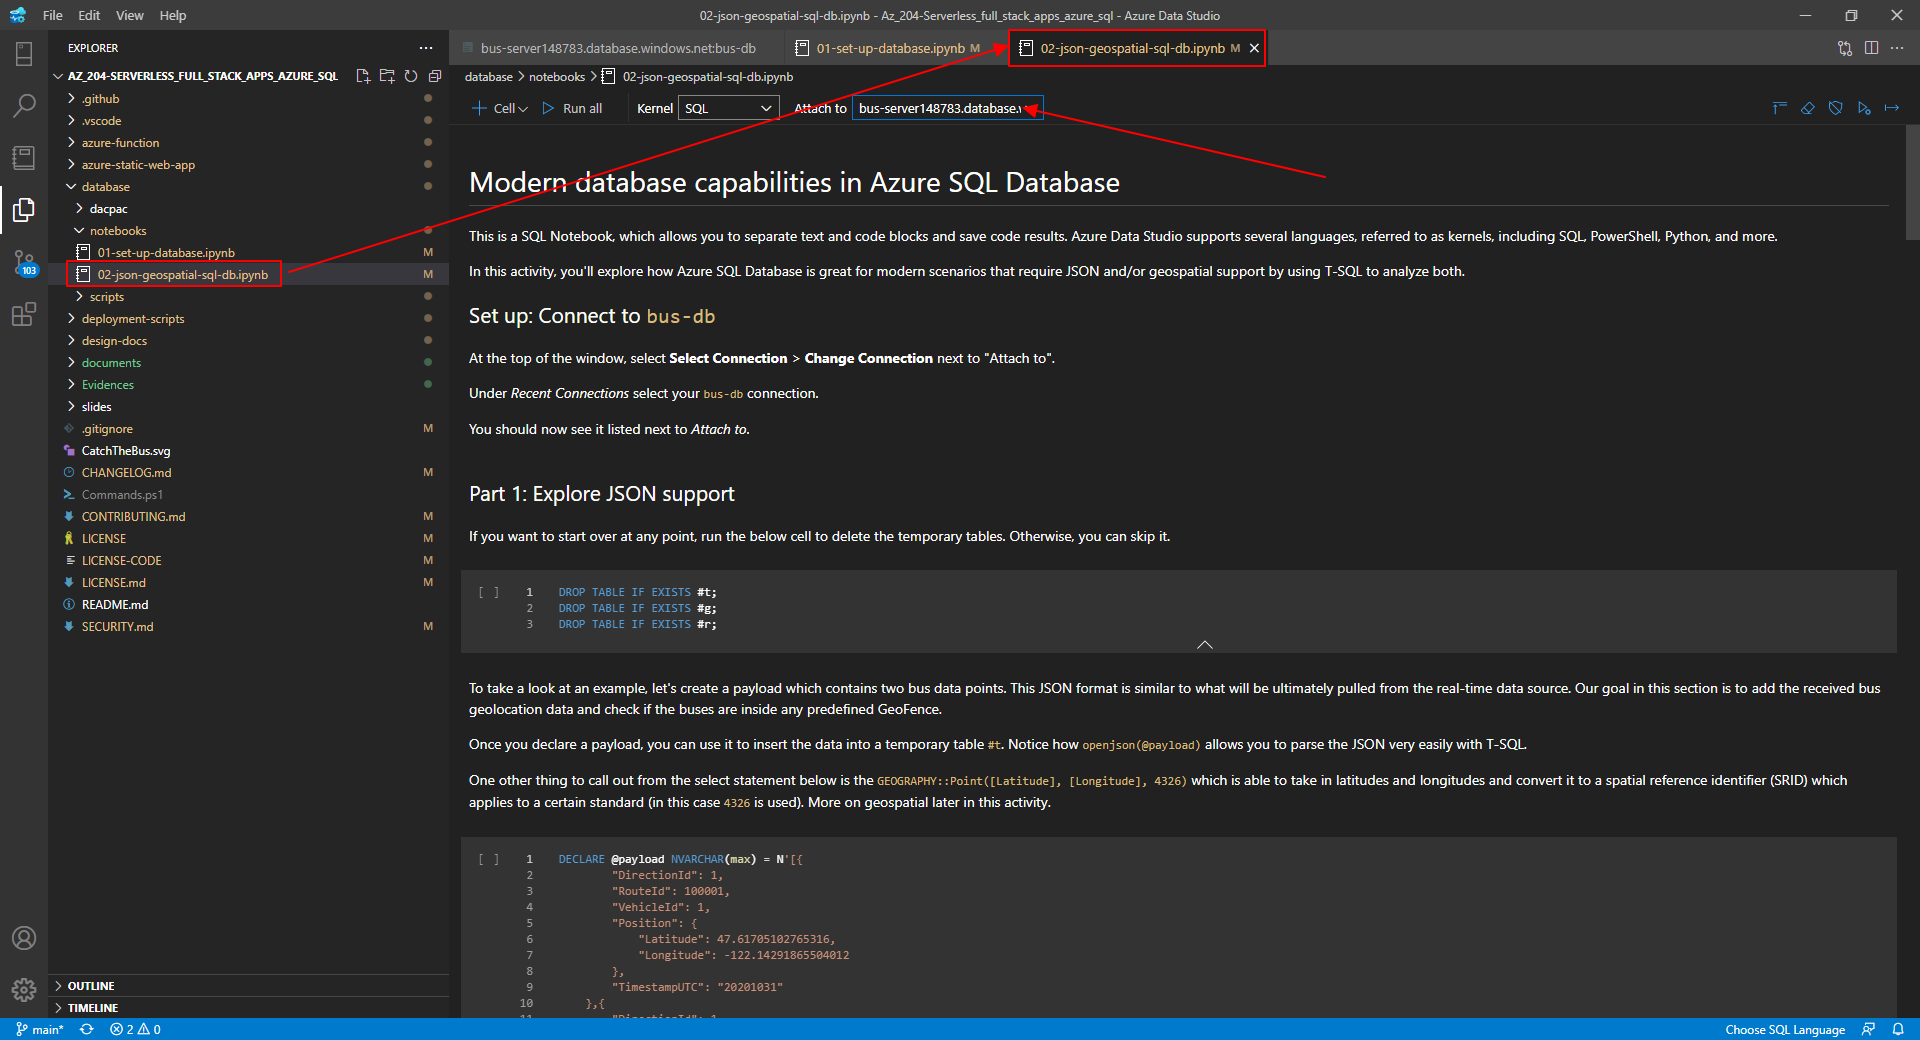 File Edit View Help
02-json-geospatial-sql-db.ipynb - Az_204-Serverless_full_stack_apps_azure_sql - Azure Data Studio
EXPLORER
AZ_204-SERVERLESS_FULL_STACK_APPS_AZURE_SQL
.github
.vscode
azure-function
azure-static-web-app
database
dacpac
notebooks
01-set-up-database.ipynb M
02-json-geospatial-sql-db.ipynb M
scripts
deployment-scripts
design-docs
documents
Evidences
slides
.gitignore M
CatchTheBus.svg
CHANGELOG.md M
Commands.ps1
CONTRIBUTING.md M
LICENSE M
LICENSE-CODE M
LICENSE.md M
README.md
SECURITY.md M
OUTLINE
TIMELINE
103
bus-server148783.database.windows.net:bus-db
01-set-up-database.ipynb M
02-json-geospatial-sql-db.ipynb M
database > notebooks > 02-json-geospatial-sql-db.ipynb
Cell Run all Kernel SQL Attach to bus-server148783.database.
Modern database capabilities in Azure SQL Database
This is a SQL Notebook, which allows you to separate text and code blocks and save code results. Azure Data Studio supports several languages, referred to as kernels, including SQL, PowerShell, Python, and more.
In this activity, you'll explore how Azure SQL Database is great for modern scenarios that require JSON and/or geospatial support by using T-SQL to analyze both.
Set up: Connect to bus-db
At the top of the window, select Select Connection > Change Connection next to "Attach to".
Under Recent Connections select your bus-db connection.
You should now see it listed next to Attach to.
Part 1: Explore JSON support
If you want to start over at any point, run the below cell to delete the temporary tables. Otherwise, you can skip it.
[ ] 1 DROP TABLE IF EXISTS #t;
2 DROP TABLE IF EXISTS #g;
3 DROP TABLE IF EXISTS #r;
To take a look at an example, let's create a payload which contains two bus data points. This JSON format is similar to what will be ultimately pulled from the real-time data source. Our goal in this section is to add the received bus
geolocation data and check if the buses are inside any predefined GeoFence.
Once you declare a payload, you can use it to insert the data into a temporary table #t. Notice how openjson(@payload) allows you to parse the JSON very easily with T-SQL.
One other thing to call out from the select statement below is the GEOGRAPHY::Point([Latitude], [Longitude], 4326) which is able to take in latitudes and longitudes and convert it to a spatial reference identifier (SRID) which
applies to a certain standard (in this case 4326 is used). More on geospatial later in this activity.
[ ] 1 DECLARE @payload NVARCHAR(max) = N'[{
2 "DirectionId": 1,
3 "RouteId": 100001,
4 "VehicleId": 1,
5 "Position": {
6 "Latitude": 47.61705102765316,
7 "Longitude": -122.14291865504012
8 },
9 "TimestampUTC": "20201031"
10 },{
11 "DirectionId": 1,
main* 2 0
Choose SQL Language